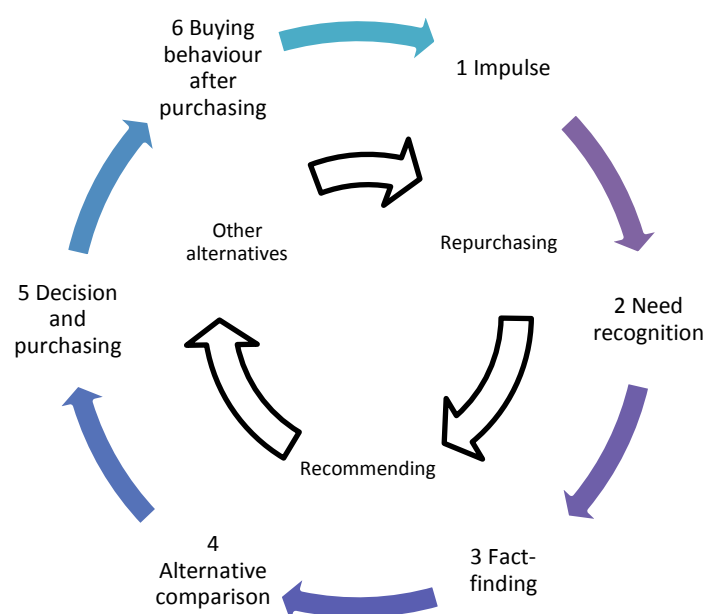 6 Buying
behaviour
after
purchasing
1 Impulse
Other
alternatives
Repurchasing
5 Decision
and
purchasing
2 Need
recognition
Recommending
4
Alternative
comparison
3 Fact-
finding